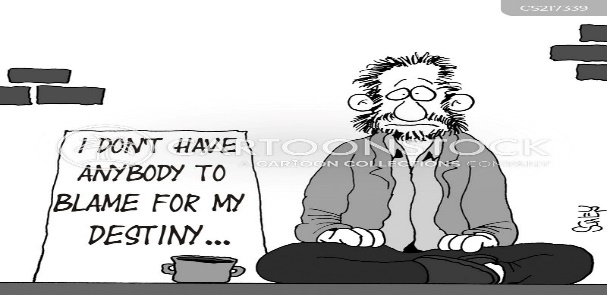 CS217339
I DON'T HAVE
ANYBODY TO
BLAME FOR MY
DESTINY...
CARTOONSTOCK
CARTOON COLLECTIONS COMPANY